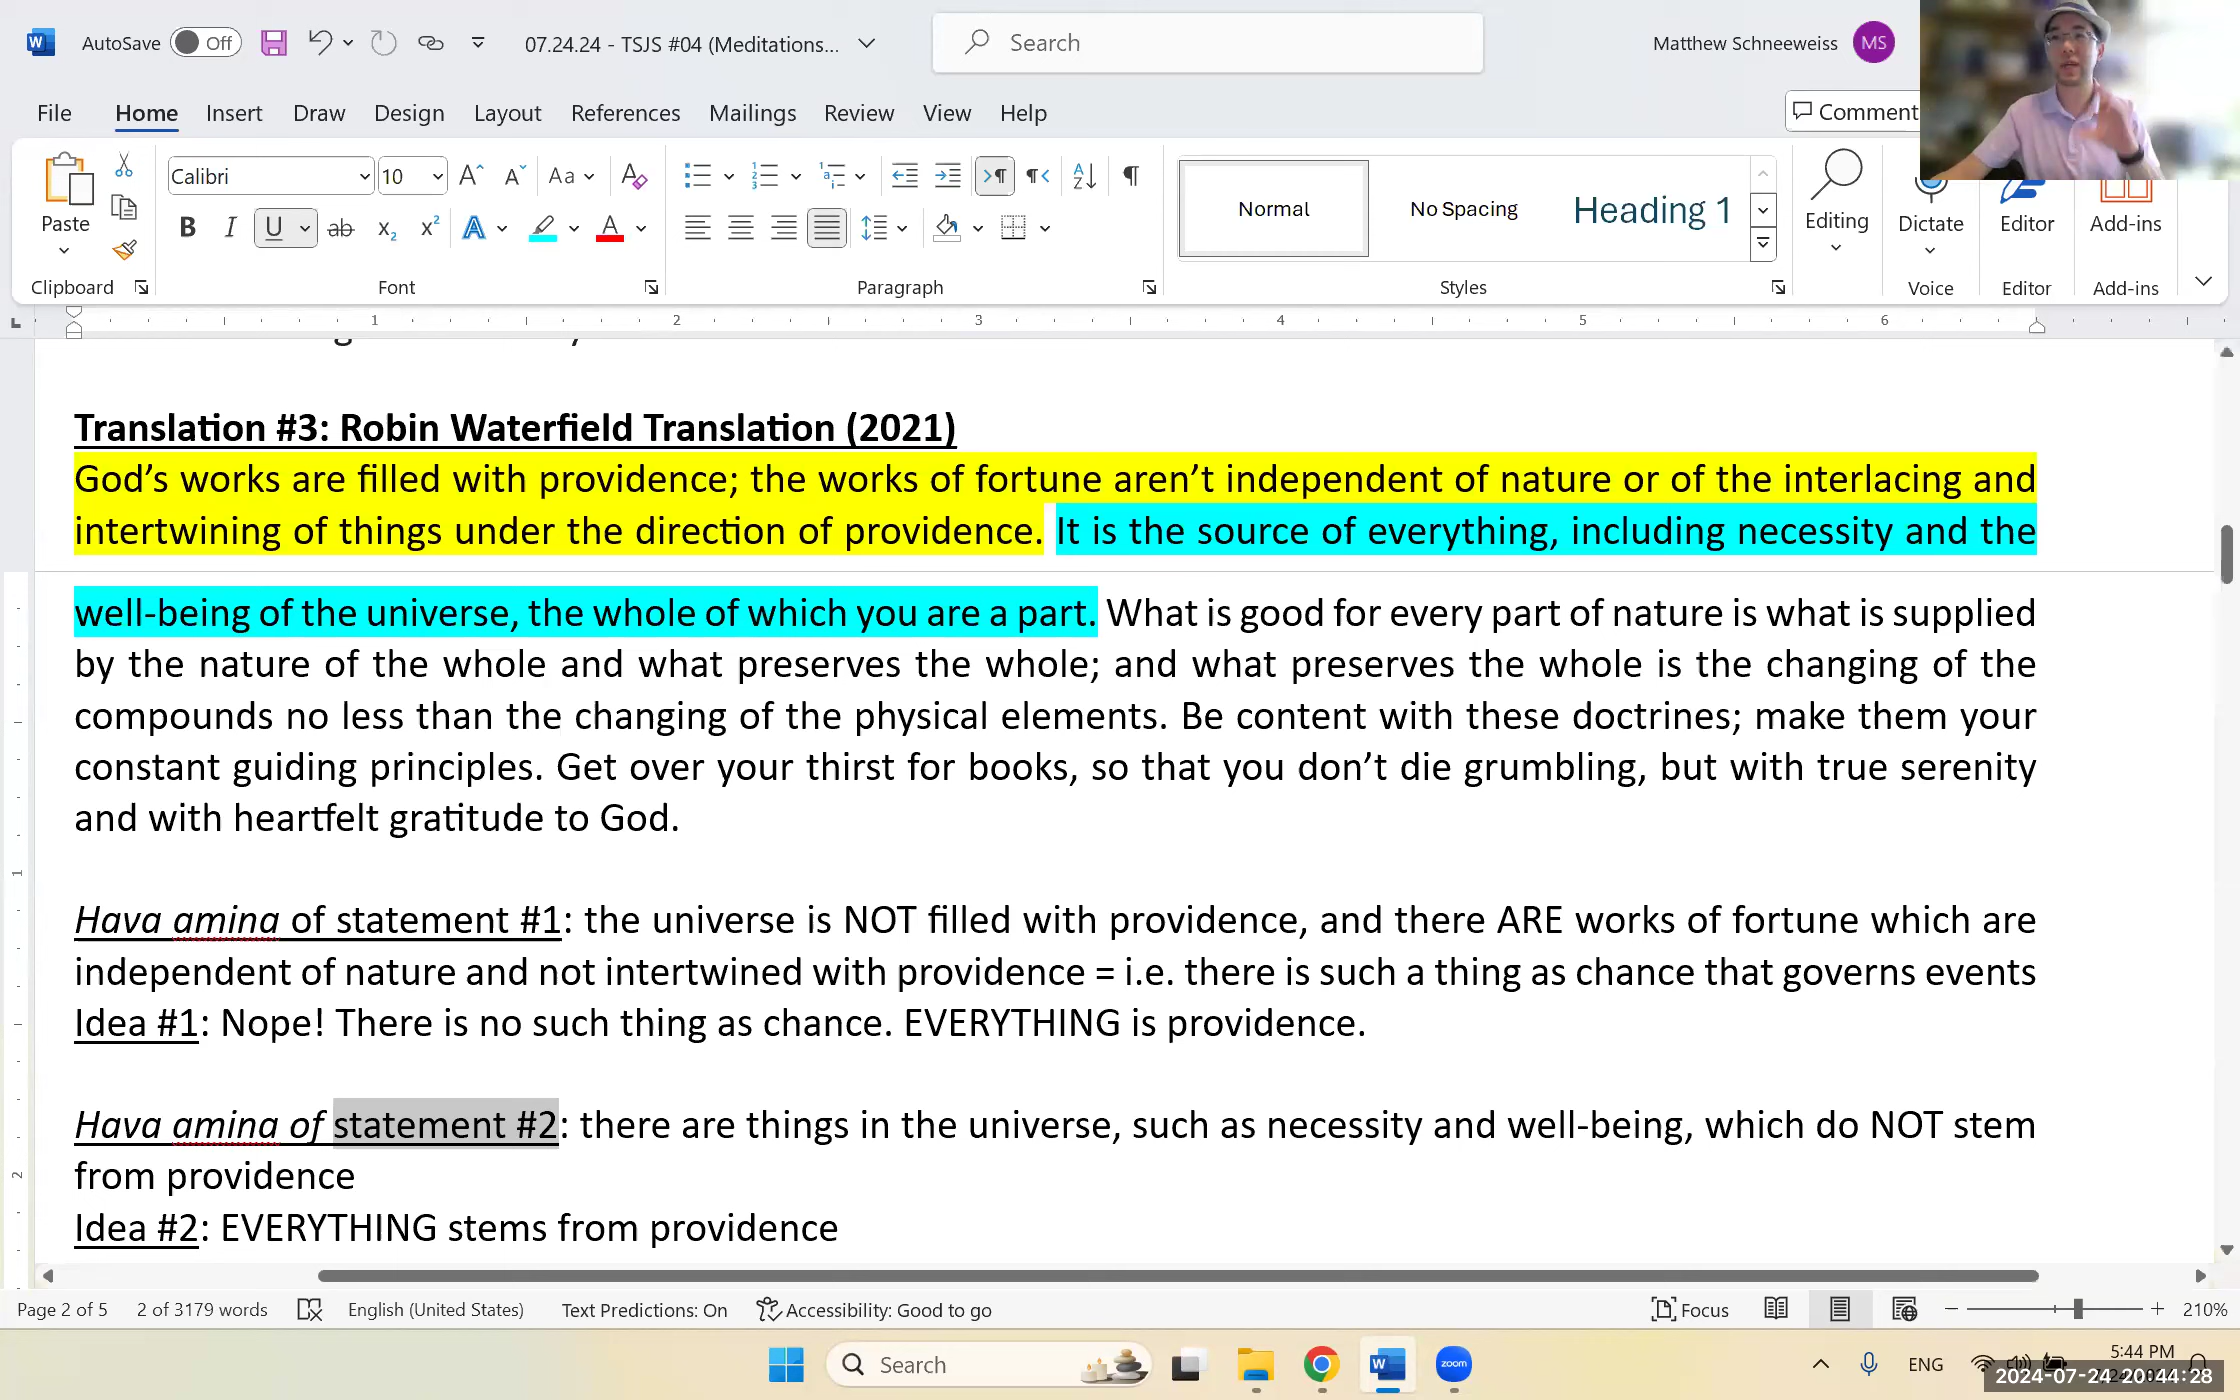 AutoSave Off 07.24.24 - TSJS #04 (Meditations... Search Matthew Schneeweiss MS
File Home Insert Draw Design Layout References Mailings Review View Help Comment
Paste Calibri 10 Normal No Spacing Heading 1 Editing Dictate Editor Add-ins
Clipboard Font Paragraph Styles Voice Editor Add-ins
1 2 3 4 5 6
Translation #3: Robin Waterfield Translation (2021)
God’s works are filled with providence; the works of fortune aren’t independent of nature or of the interlacing and
intertwining of things under the direction of providence. It is the source of everything, including necessity and the
well-being of the universe, the whole of which you are a part. What is good for every part of nature is what is supplied
by the nature of the whole and what preserves the whole; and what preserves the whole is the changing of the
compounds no less than the changing of the physical elements. Be content with these doctrines; make them your
constant guiding principles. Get over your thirst for books, so that you don’t die grumbling, but with true serenity
and with heartfelt gratitude to God.
Hava amina of statement #1: the universe is NOT filled with providence, and there ARE works of fortune which are
independent of nature and not intertwined with providence = i.e. there is such a thing as chance that governs events
Idea #1: Nope! There is no such thing as chance. EVERYTHING is providence.
Hava amina of statement #2: there are things in the universe, such as necessity and well-being, which do NOT stem
from providence
Idea #2: EVERYTHING stems from providence
Page 2 of 5 2 of 3179 words English (United States) Text Predictions: On Accessibility: Good to go Focus 210%
Search zoom ENG 5:44 PM
2024-07-24 20:44:28